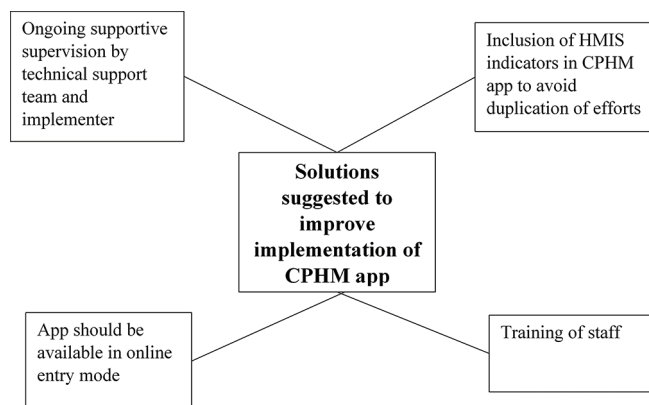 Ongoing supportive
supervision by
technical support
team and
implementer
Inclusion of HMIS
indicators in CPHM
app to avoid
duplication of efforts
Solutions
suggested to
improve
implementation of
CPHM app
App should be
available in online
entry mode
Training of staff